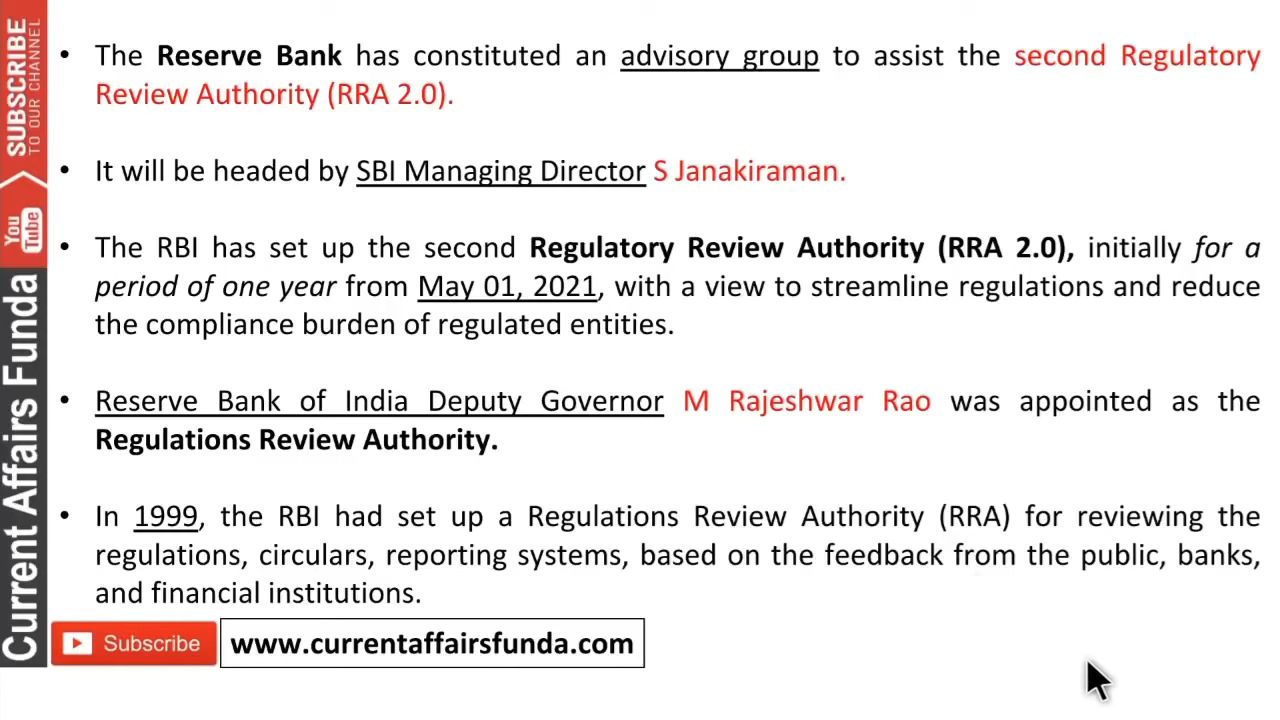 SUBSCRIBE
TO OUR CHANNEL
You
Tube
Current Affairs Funda
• The Reserve Bank has constituted an advisory group to assist the second Regulatory
Review Authority (RRA 2.0).
• It will be headed by SBI Managing Director S Janakiraman.
• The RBI has set up the second Regulatory Review Authority (RRA 2.0), initially for a
period of one year from May 01, 2021, with a view to streamline regulations and reduce
the compliance burden of regulated entities.
• Reserve Bank of India Deputy Governor M Rajeshwar Rao was appointed as the
Regulations Review Authority.
• In 1999, the RBI had set up a Regulations Review Authority (RRA) for reviewing the
regulations, circulars, reporting systems, based on the feedback from the public, banks,
and financial institutions.
Subscribe
www.currentaffairsfunda.com